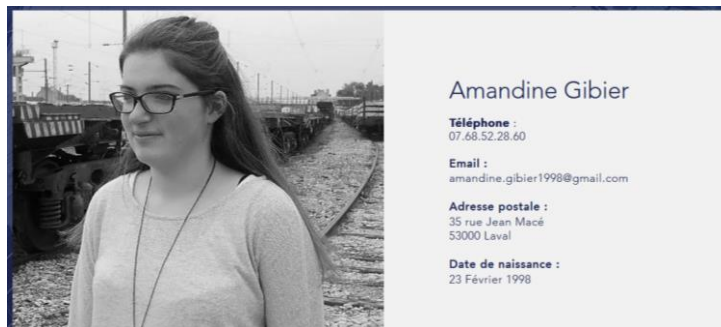 Amandine Gibier
Téléphone :
07.68.52.28.60
Email :
amandine.gibier1998@gmail.com
Adresse postale :
35 rue Jean Macé
53000 Laval
Date de naissance :
23 Février 1998